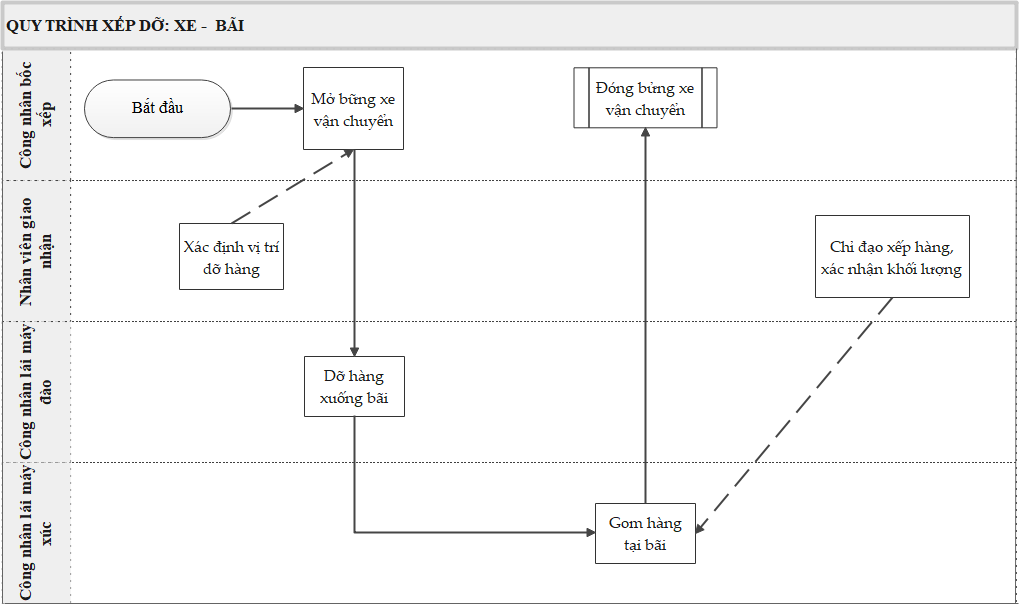 QUY TRÌNH XẾP DỠ: XE - BÃI
Công nhân bốc
xếp
Bắt đầu
Mở bững xe
vận chuyển
Đóng bửng xe
vận chuyển
Nhân viên giao
nhận
Xác định vị trí
dỡ hàng
Chỉ đạo xếp hàng,
xác nhận khối lượng
Công nhân lái máy
đào
Dỡ hàng
xuống bãi
Công nhân lái máy
xúc
Gom hàng
tại bãi